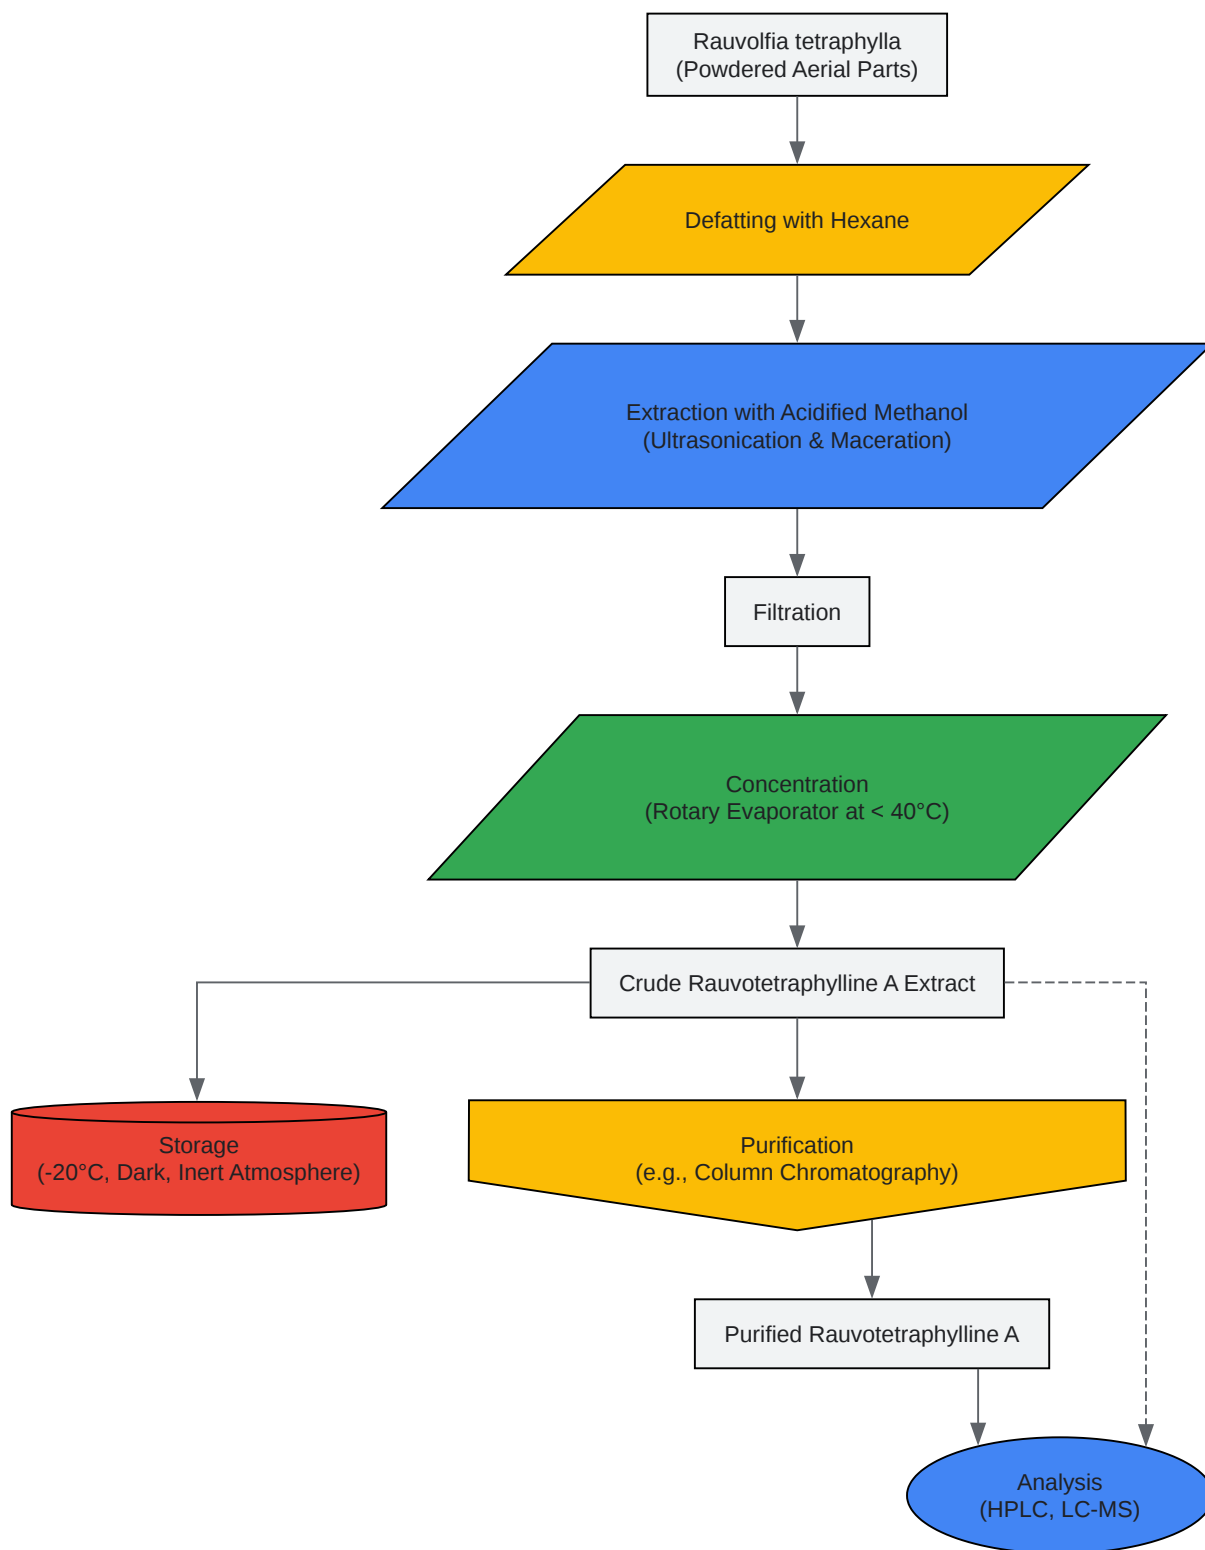 Rauvolfia tetraphylla
(Powdered Aerial Parts)
Defatting with Hexane
Extraction with Acidified Methanol
(Ultrasonication & Maceration)
Filtration
Concentration
(Rotary Evaporator at < 40°C)
Crude Rauvotetraphylline A Extract
Storage
(-20°C, Dark, Inert Atmosphere)
Purification
(e.g., Column Chromatography)
Purified Rauvotetraphylline A
Analysis
(HPLC, LC-MS)